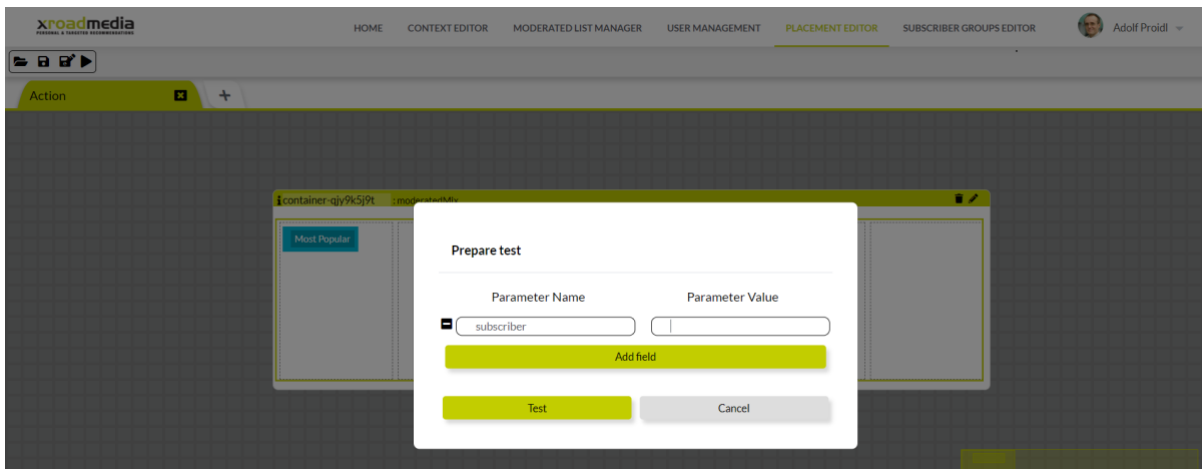 xroadmedia
PERSONAL & TARGETED RECOMMENDATIONS
HOME CONTEXT EDITOR MODERATED LIST MANAGER USER MANAGEMENT PLACEMENT EDITOR SUBSCRIBER GROUPS EDITOR Adolf Proidl
Action
container-qjy9k5j9t : moderatedMix
Most Popular
Prepare test
Parameter Name Parameter Value
subscriber
Add field
Test Cancel